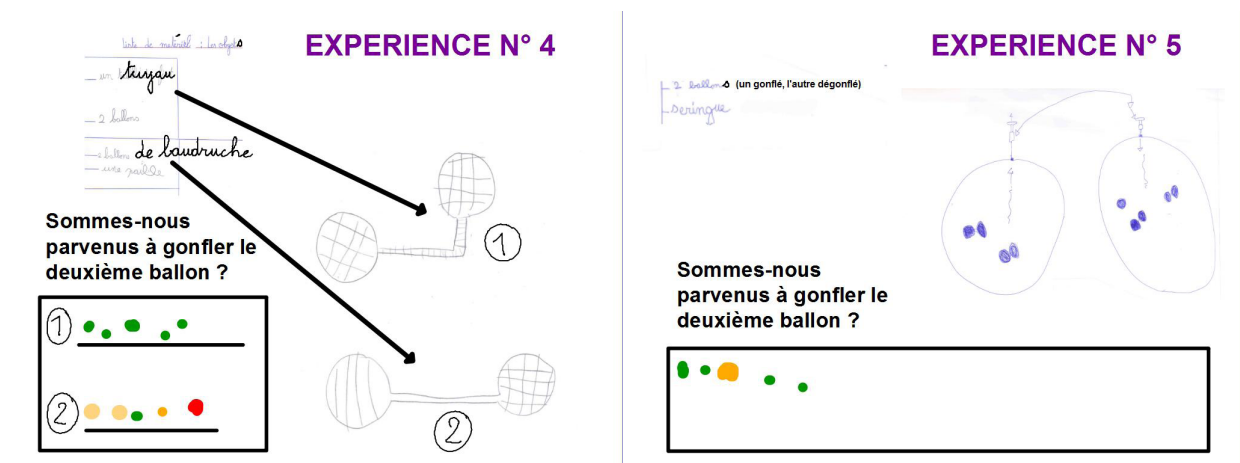 EXPERIENCE N° 4
Liste de matériel : les objets
un tuyau
2 ballons
2 ballons de baudruche
une paille
1
Sommes-nous
parvenus à gonfler le
deuxième ballon ?
1
2
2
EXPERIENCE N° 5
2 ballons (un gonflé, l'autre dégonflé)
seringue
Sommes-nous
parvenus à gonfler le
deuxième ballon ?